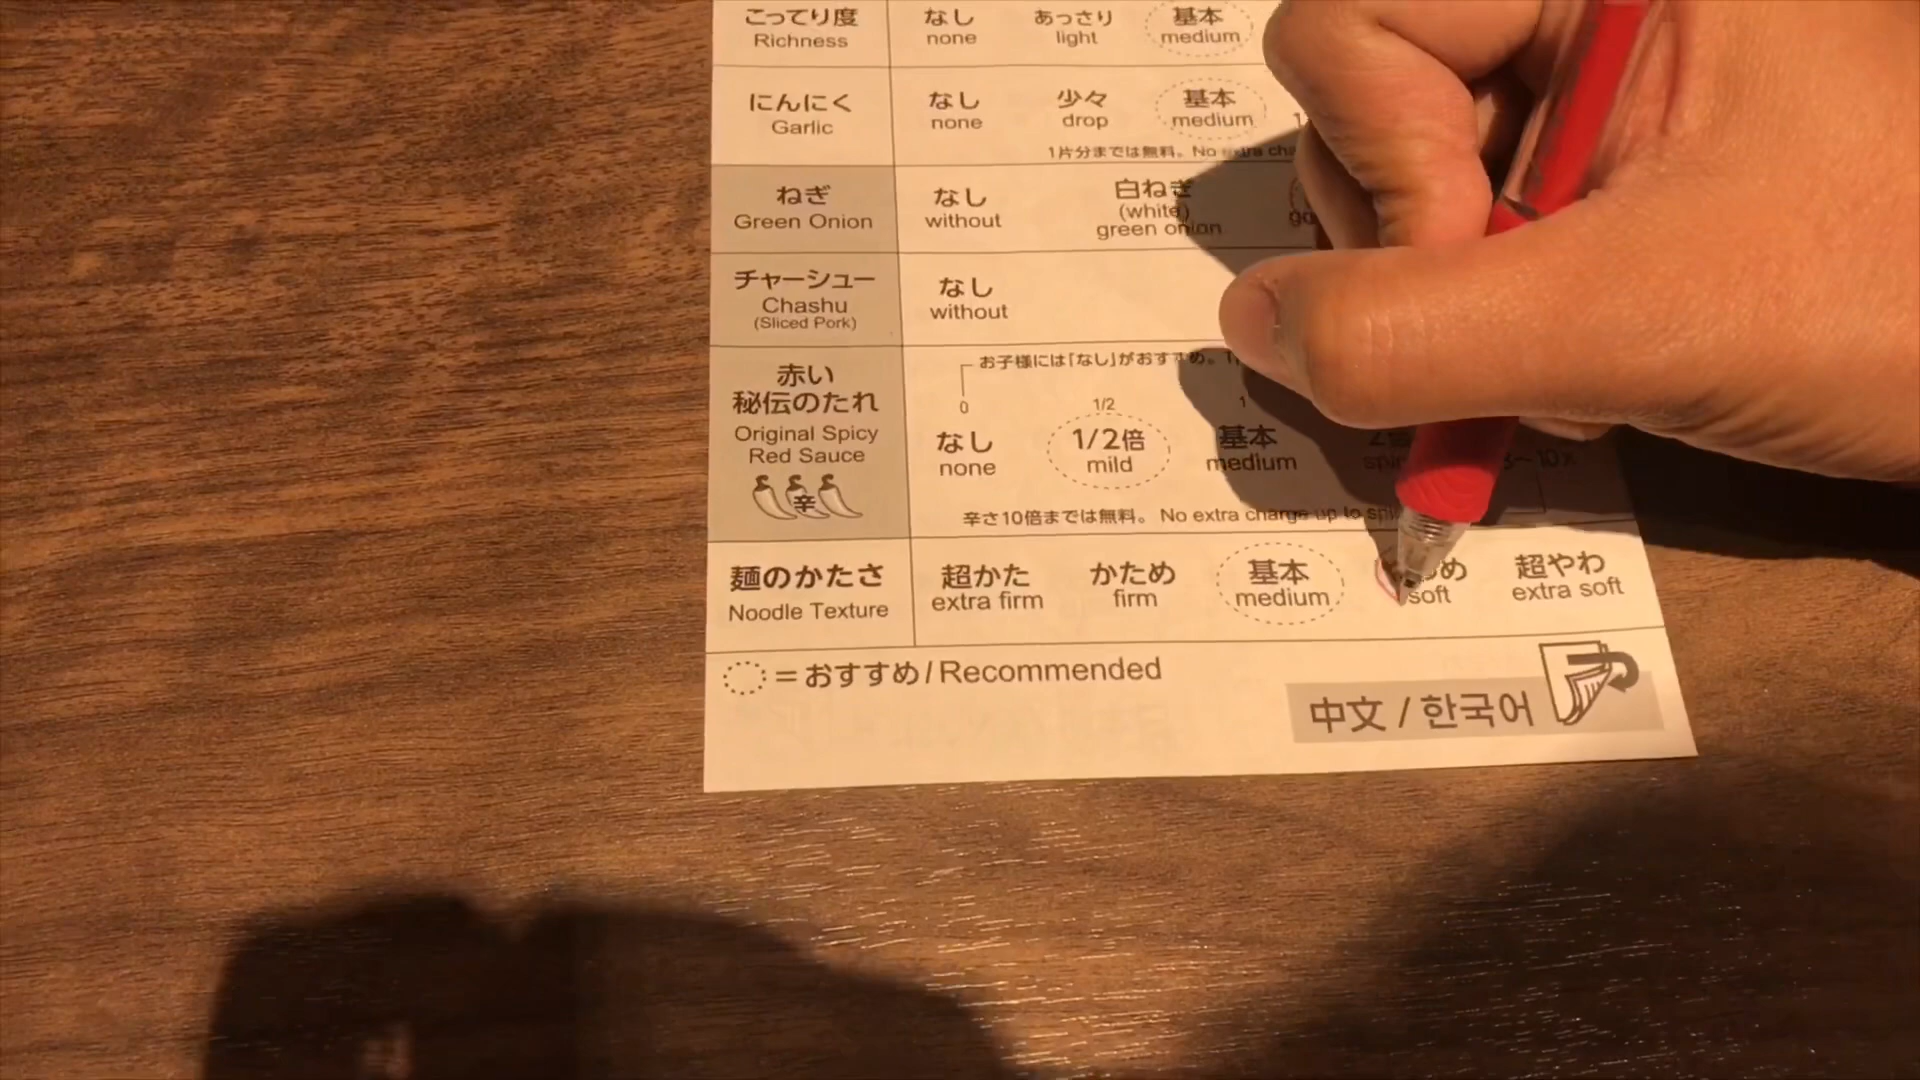 こってり度 なし あっさり 基本
Richness none light medium
にんにく なし 少々 基本
Garlic none drop medium
1片分までは無料。 No extra
ねぎ なし 白ねぎ
Green Onion without (white)
green onion
チャーシュー なし
Chashu without
(Sliced Pork)
お子様には「なし」がおすすめ。
赤い
秘伝のたれ
Original Spicy
Red Sauce
辛
0 1/2 1
なし 1/2倍 基本
none mild medium
辛さ10倍までは無料。 No extra charge up to
麺のかたさ 超かた かため 基本 超やわ
Noodle Texture extra firm firm medium soft extra soft
=おすすめ/Recommended
中文 / 한국어